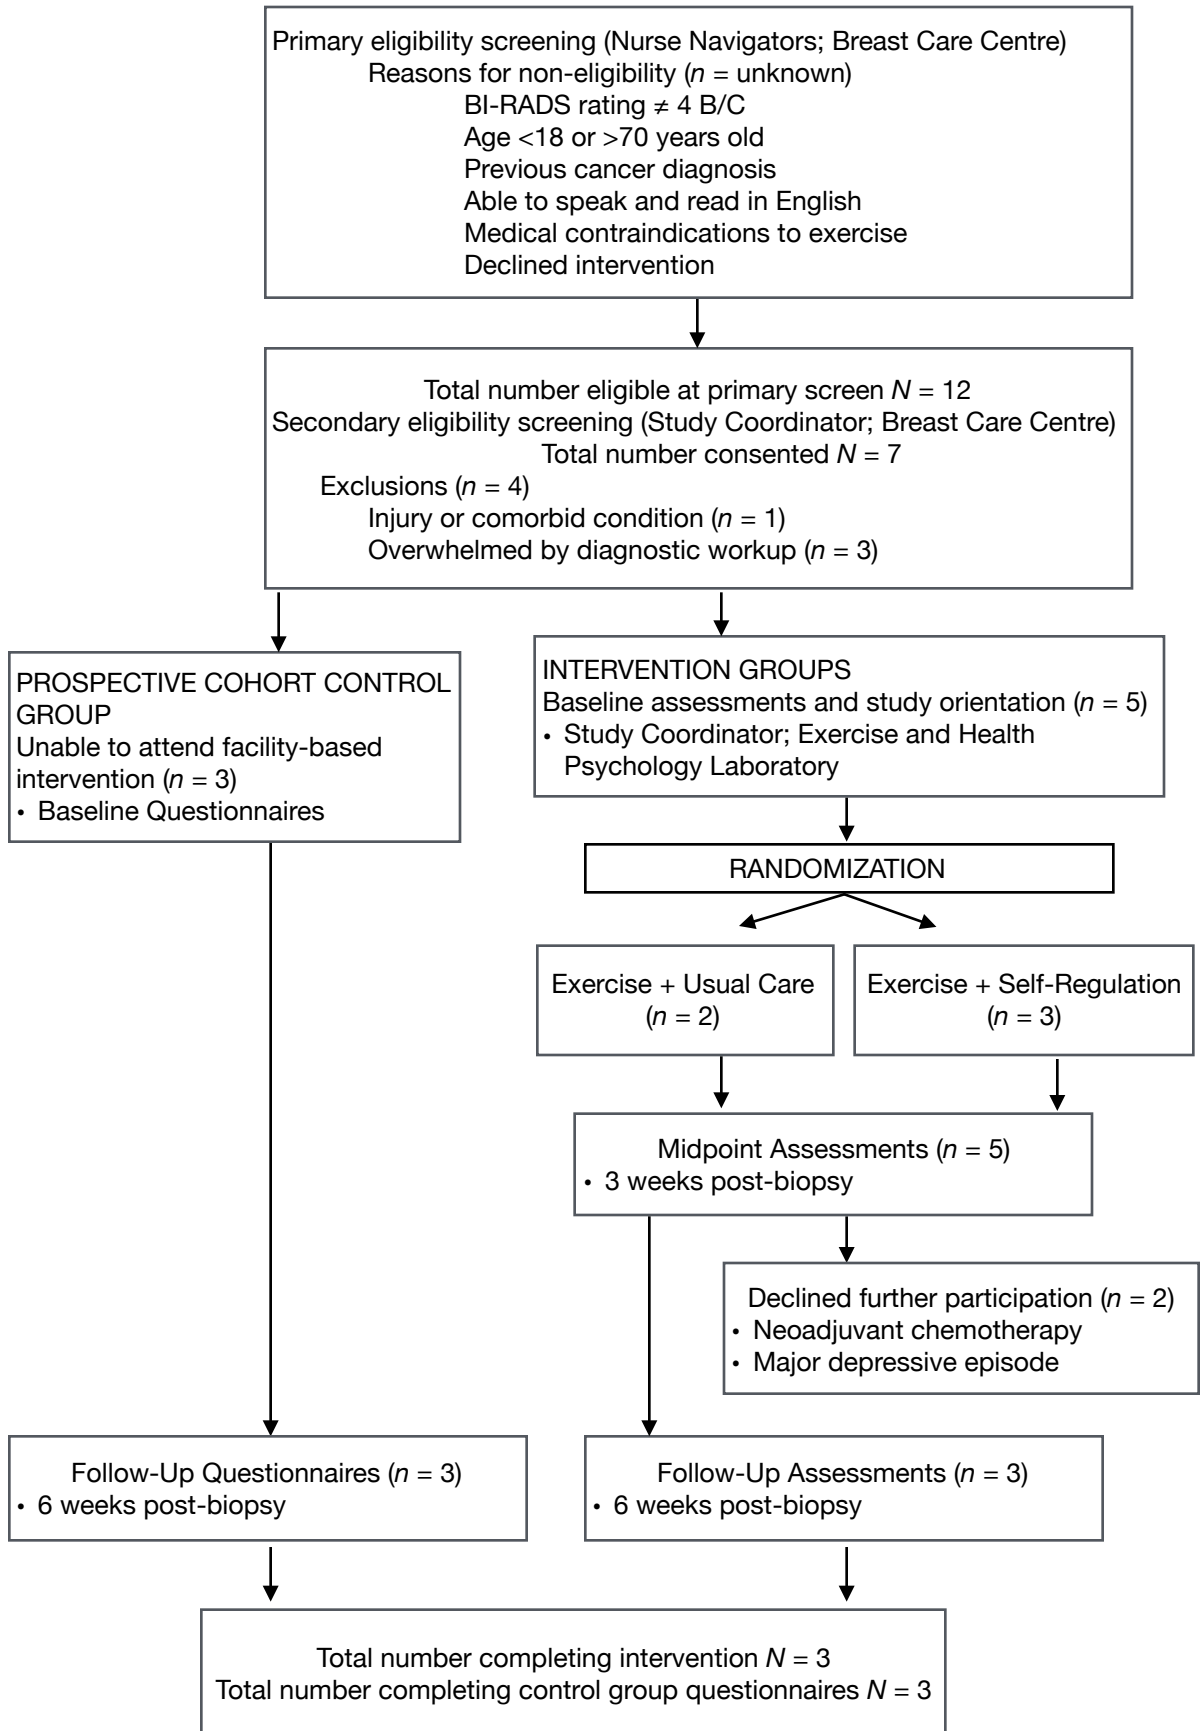 Primary eligibility screening (Nurse Navigators; Breast Care Centre)
Reasons for non-eligibility (n = unknown)
BI-RADS rating ≠ 4 B/C
Age <18 or >70 years old
Previous cancer diagnosis
Able to speak and read in English
Medical contraindications to exercise
Declined intervention
Total number eligible at primary screen N = 12
Secondary eligibility screening (Study Coordinator; Breast Care Centre)
Total number consented N = 7
Exclusions (n = 4)
Injury or comorbid condition (n = 1)
Overwhelmed by diagnostic workup (n = 3)
PROSPECTIVE COHORT CONTROL
GROUP
Unable to attend facility-based
intervention (n = 3)
• Baseline Questionnaires
INTERVENTION GROUPS
Baseline assessments and study orientation (n = 5)
• Study Coordinator; Exercise and Health
Psychology Laboratory
RANDOMIZATION
Exercise + Usual Care
(n = 2)
Exercise + Self-Regulation
(n = 3)
Midpoint Assessments (n = 5)
• 3 weeks post-biopsy
Declined further participation (n = 2)
• Neoadjuvant chemotherapy
• Major depressive episode
Follow-Up Questionnaires (n = 3)
• 6 weeks post-biopsy
Follow-Up Assessments (n = 3)
• 6 weeks post-biopsy
Total number completing intervention N = 3
Total number completing control group questionnaires N = 3